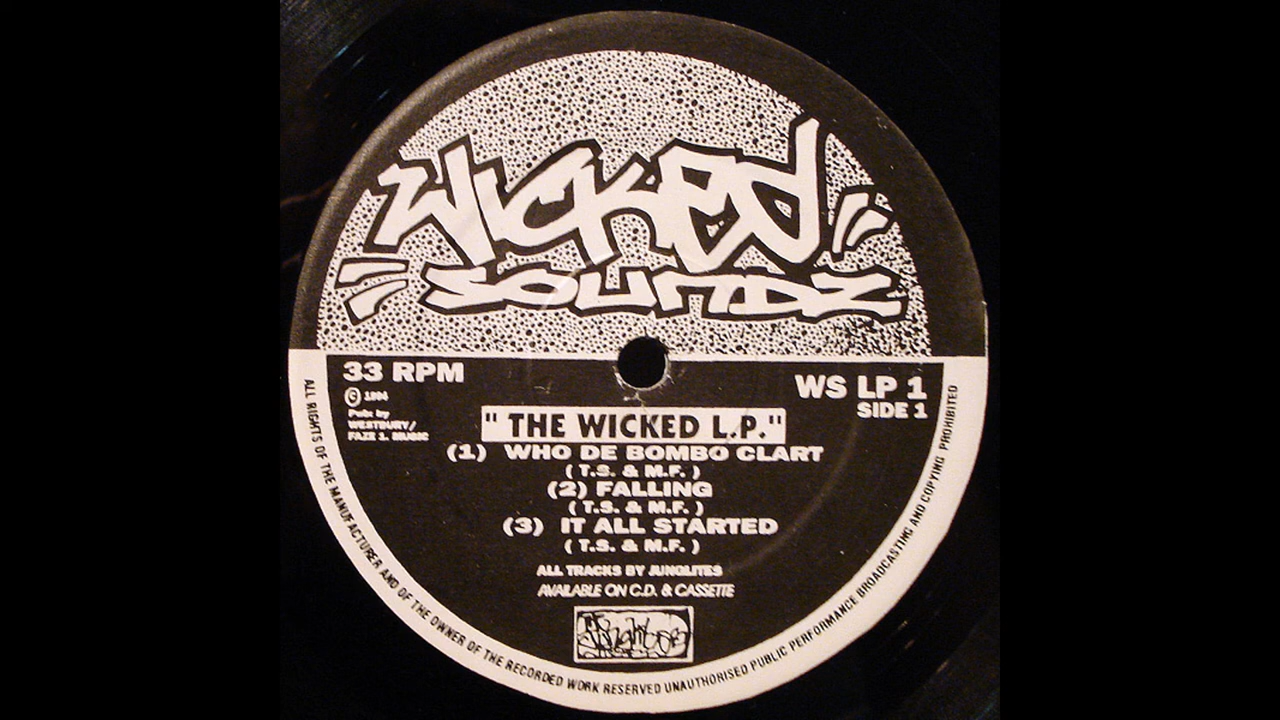 WICKED
SOUNDZ
33 RPM
© 1994
Pub: by
WESTBURY/
FAZE 1. MUSIC
WS LP 1
SIDE 1
" THE WICKED L.P."
(1) WHO DE BOMBO CLART
( T.S. & M.F. )
(2) FALLING
( T.S. & M.F. )
(3) IT ALL STARTED
( T.S. & M.F. )
ALL TRACKS BY JUNGLITES
AVAILABLE ON C.D. & CASSETTE
ALL RIGHTS OF THE MANUFACTURER AND OF THE OWNER OF THE RECORDED WORK RESERVED UNAUTHORISED PUBLIC PERFORMANCE BROADCASTING AND COPYING PROHIBITED